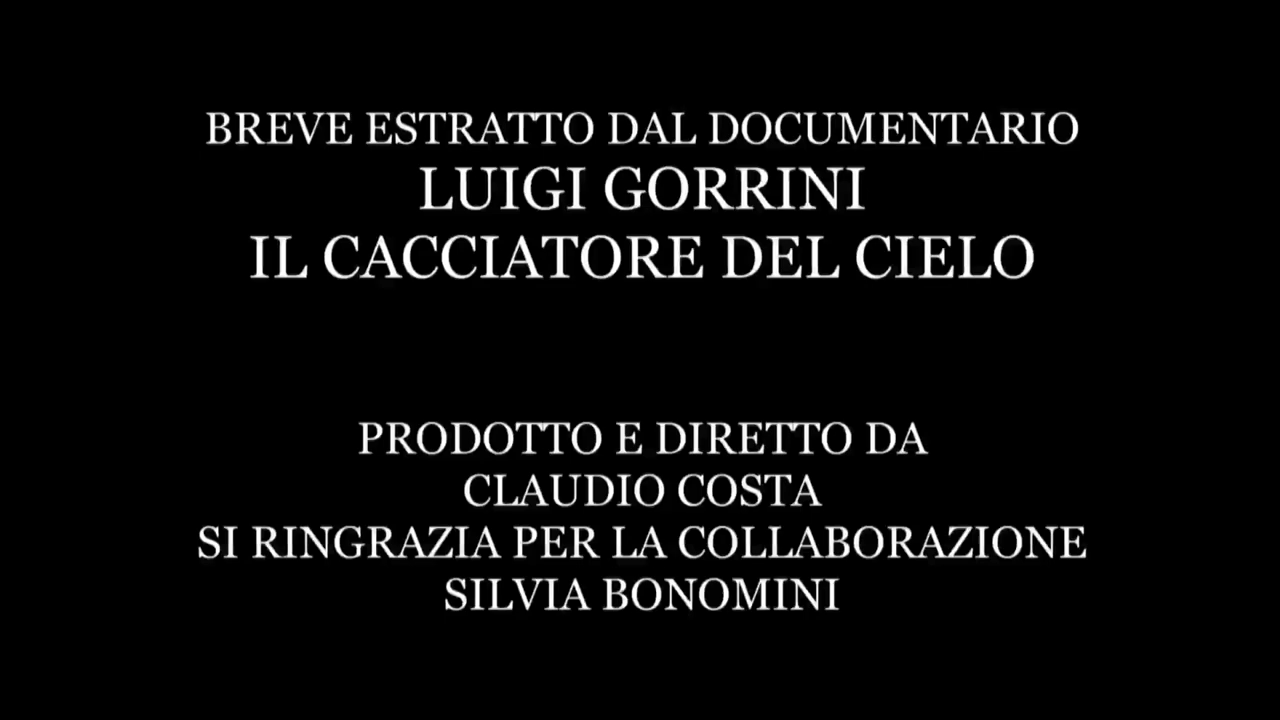 BREVE ESTRATTO DAL DOCUMENTARIO
LUIGI GORRINI
IL CACCIATORE DEL CIELO
PRODOTTO E DIRETTO DA
CLAUDIO COSTA
SI RINGRAZIA PER LA COLLABORAZIONE
SILVIA BONOMINI